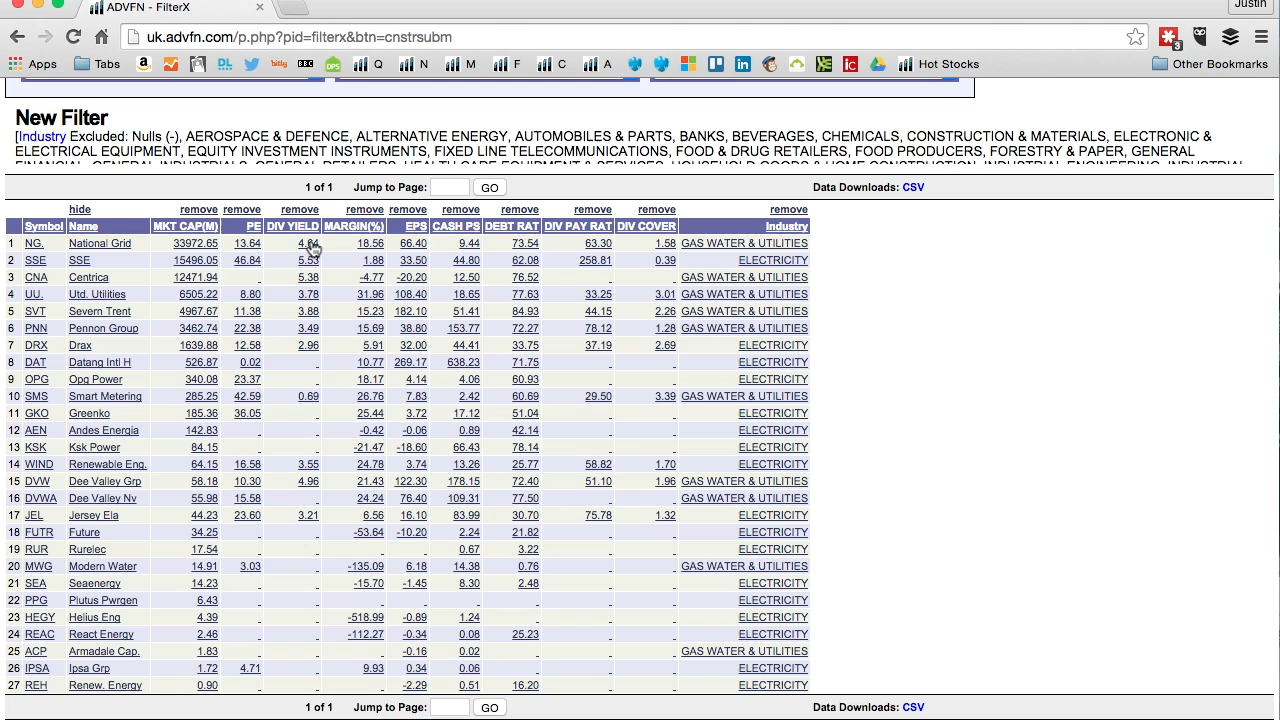 ADVFN - FilterX
Justin
uk.advfn.com/p.php?pid=filterx&btn=cnstrsubm
3
Apps Tabs DL bitly BBC DPS Q N M F C A ic Hot Stocks Other Bookmarks
New Filter
[Industry Excluded: Nulls (-), AEROSPACE & DEFENCE, ALTERNATIVE ENERGY, AUTOMOBILES & PARTS, BANKS, BEVERAGES, CHEMICALS, CONSTRUCTION & MATERIALS, ELECTRONIC &
ELECTRICAL EQUIPMENT, EQUITY INVESTMENT INSTRUMENTS, FIXED LINE TELECOMMUNICATIONS, FOOD & DRUG RETAILERS, FOOD PRODUCERS, FORESTRY & PAPER, GENERAL
FINANCIAL, GENERAL INDUSTRIALS, GENERAL RETAILERS, HEALTH CARE EQUIPMENT & SERVICES, HOUSEHOLD GOODS & HOME CONSTRUCTION, INDUSTRIAL ENGINEERING, INDUSTRIAL
1 of 1 Jump to Page: GO Data Downloads: CSV
hide remove remove remove remove remove remove remove remove remove remove
Symbol Name MKT CAP(M) PE DIV YIELD MARGIN(%) EPS CASH PS DEBT RAT DIV PAY RAT DIV COVER Industry
1 NG. National Grid 33972.65 13.64 18.56 66.40 9.44 73.54 63.30 1.58 GAS WATER & UTILITIES
2 SSE SSE 15496.05 46.84 5.53 1.88 33.50 44.80 62.08 258.81 0.39 ELECTRICITY
3 CNA Centrica 12471.94 - 5.38 -4.77 -20.20 12.50 76.52 - - GAS WATER & UTILITIES
4 UU. Utd. Utilities 6505.22 8.80 3.78 31.96 108.40 18.65 77.63 33.25 3.01 GAS WATER & UTILITIES
5 SVT Severn Trent 4967.67 11.38 3.88 15.23 182.10 51.41 84.93 44.15 2.26 GAS WATER & UTILITIES
6 PNN Pennon Group 3462.74 22.38 3.49 15.69 38.80 153.77 72.27 78.12 1.28 GAS WATER & UTILITIES
7 DRX Drax 1639.88 12.58 2.96 5.91 32.00 44.41 33.75 37.19 2.69 ELECTRICITY
8 DAT Datang Intl H 526.87 0.02 - 10.77 269.17 638.23 71.75 - - ELECTRICITY
9 OPG Opg Power 340.08 23.37 - 18.17 4.14 4.06 60.93 - - ELECTRICITY
10 SMS Smart Metering 285.25 42.59 0.69 26.76 7.83 2.42 60.69 29.50 3.39 GAS WATER & UTILITIES
11 GKO Greenko 185.36 36.05 - 25.44 3.72 17.12 51.04 - - ELECTRICITY
12 AEN Andes Energia 142.83 - - -0.42 -0.06 0.89 42.14 - - ELECTRICITY
13 KSK Ksk Power 84.15 - - -21.47 -18.60 66.43 78.14 - - ELECTRICITY
14 WIND Renewable Eng. 64.15 16.58 3.55 24.78 3.74 13.26 25.77 58.82 1.70 ELECTRICITY
15 DVW Dee Valley Grp 58.18 10.30 4.96 21.43 122.30 178.15 72.40 51.10 1.96 GAS WATER & UTILITIES
16 DVWA Dee Valley Nv 55.98 15.58 - 24.24 76.40 109.31 77.50 - - GAS WATER & UTILITIES
17 JEL Jersey Ela 44.23 23.60 3.21 6.56 16.10 83.99 30.70 75.78 1.32 ELECTRICITY
18 FUTR Future 34.25 - - -53.64 -10.20 2.24 21.82 - - ELECTRICITY
19 RUR Rurelec 17.54 - - - - 0.67 3.22 - - ELECTRICITY
20 MWG Modern Water 14.91 3.03 - -135.09 6.18 14.38 0.76 - - GAS WATER & UTILITIES
21 SEA Seaenergy 14.23 - - -15.70 -1.45 8.30 2.48 - - ELECTRICITY
22 PPG Plutus Pwrgen 6.43 - - - - - - - - ELECTRICITY
23 HEGY Helius Eng 4.39 - - -518.99 -0.89 1.24 - - - ELECTRICITY
24 REAC React Energy 2.46 - - -112.27 -0.34 0.08 25.23 - - ELECTRICITY
25 ACP Armadale Cap. 1.83 - - - -0.16 0.02 - - - GAS WATER & UTILITIES
26 IPSA Ipsa Grp 1.72 4.71 - 9.93 0.34 0.06 - - - ELECTRICITY
27 REH Renew. Energy 0.90 - - - -2.29 0.51 16.20 - - ELECTRICITY
1 of 1 Jump to Page: GO Data Downloads: CSV